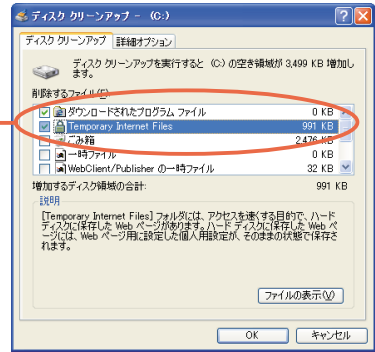 ディスク クリーンアップ - (C:)
ディスク クリーンアップ 詳細オプション
ディスク クリーンアップを実行すると (C:) の空き領域が 3,499 KB 増加し
ます。
削除するファイル(F):
ダウンロードされたプログラム ファイル 0 KB
Temporary Internet Files 991 KB
ごみ箱 2,476 KB
一時ファイル 0 KB
WebClient/Publisher の一時ファイル 32 KB
増加するディスク領域の合計: 991 KB
説明
[Temporary Internet Files] フォルダには、アクセスを速くする目的で、ハード
ディスクに保存した Web ページがあります。ハード ディスクに保存した Web ペ
ージには、Web ページ用に設定した個人用設定が、そのままの状態で保存さ
れます。
ファイルの表示(V)
OK キャンセル